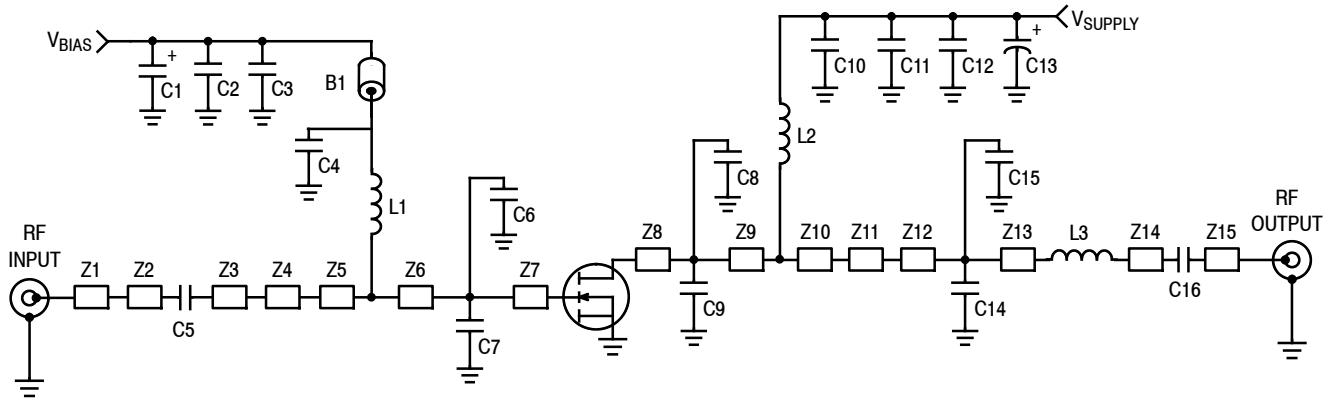 V_BIAS
+
C1
C2
C3
B1
C4
L1
RF
INPUT
Z1
Z2
C5
Z3
Z4
Z5
Z6
C6
C7
Z7
Z8
C8
C9
Z9
L2
V_SUPPLY
+
C10
C11
C12
C13
Z10
Z11
Z12
C15
C14
Z13
L3
Z14
C16
Z15
RF
OUTPUT